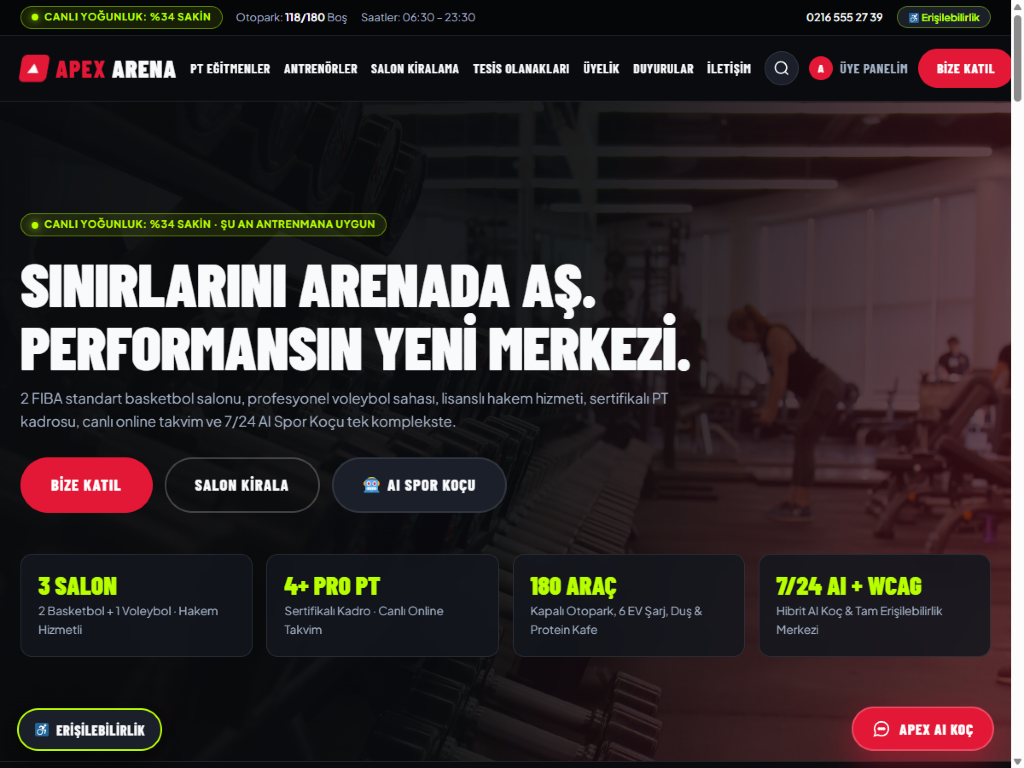 CANLI YOĞUNLUK: %34 SAKİN
Otopark: 118/180 Boş
Saatler: 06:30 – 23:30
0216 555 27 39
Erişilebilirlik
APEX ARENA
PT EĞİTMENLER
ANTRENÖRLER
SALON KİRALAMA
TESİS OLANAKLARI
ÜYELİK
DUYURULAR
İLETİŞİM
A
ÜYE PANELİM
BİZE KATIL
CANLI YOĞUNLUK: %34 SAKİN · ŞU AN ANTRENMANA UYGUN
SINIRLARINI ARENADA AŞ.
PERFORMANSIN YENİ MERKEZİ.
2 FIBA standart basketbol salonu, profesyonel voleybol sahası, lisanslı hakem hizmeti, sertifikalı PT
kadrosu, canlı online takvim ve 7/24 AI Spor Koçu tek komplekste.
BİZE KATIL
SALON KİRALA
AI SPOR KOÇU
3 SALON
2 Basketbol + 1 Voleybol · Hakem
Hizmetli
4+ PRO PT
Sertifikalı Kadro · Canlı Online
Takvim
180 ARAÇ
Kapalı Otopark, 6 EV Şarj, Duş &
Protein Kafe
7/24 AI + WCAG
Hibrit AI Koç & Tam Erişilebilirlik
Merkezi
ERİŞİLEBİLİRLİK
APEX AI KOÇ